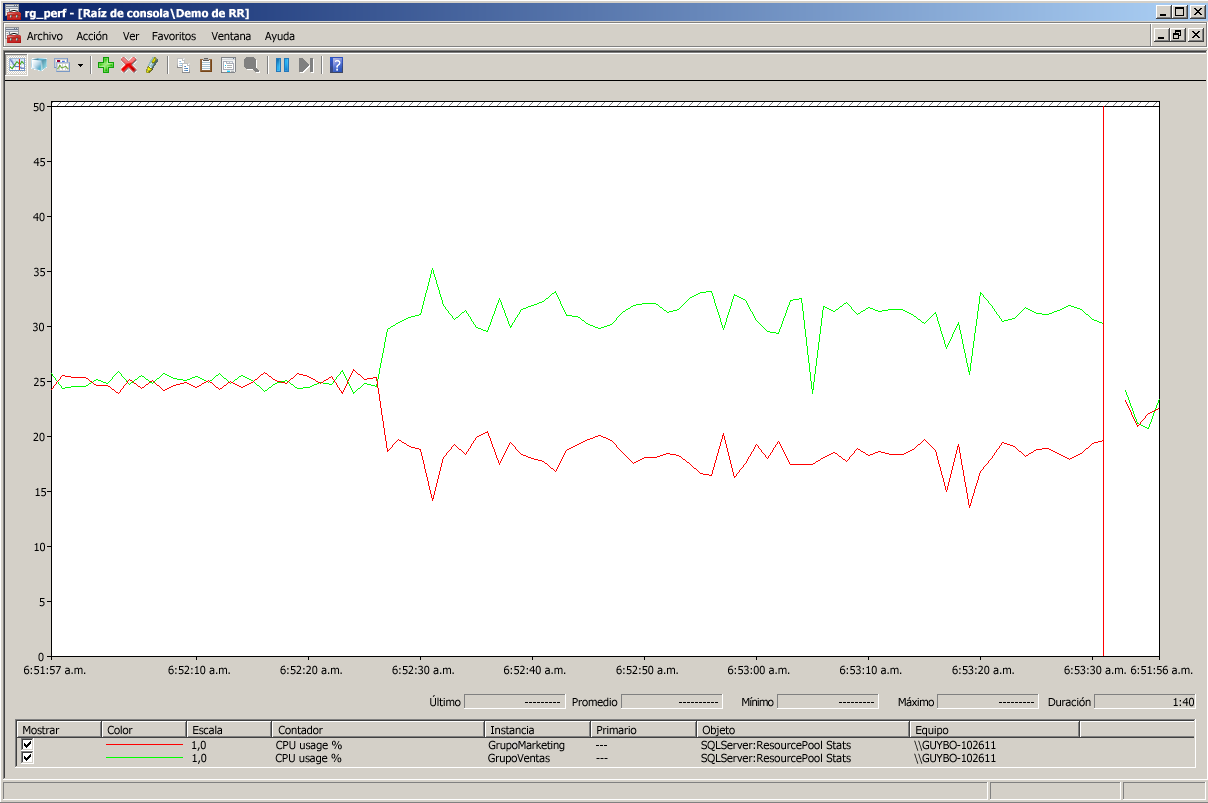 rg_perf - [Raíz de consola\Demo de RR]
Archivo Acción Ver Favoritos Ventana Ayuda
50
45
40
35
30
25
20
15
10
5
0
6:51:57 a.m. 6:52:10 a.m. 6:52:20 a.m. 6:52:30 a.m. 6:52:40 a.m. 6:52:50 a.m. 6:53:00 a.m. 6:53:10 a.m. 6:53:20 a.m. 6:53:30 a.m. 6:51:56 a.m.
Último --------- Promedio ---------- Mínimo --------- Máximo --------- Duración 1:40
Mostrar Color Escala Contador Instancia Primario Objeto Equipo
1,0 CPU usage % GrupoMarketing --- SQLServer:ResourcePool Stats \\GUYBO-102611
1,0 CPU usage % GrupoVentas --- SQLServer:ResourcePool Stats \\GUYBO-102611